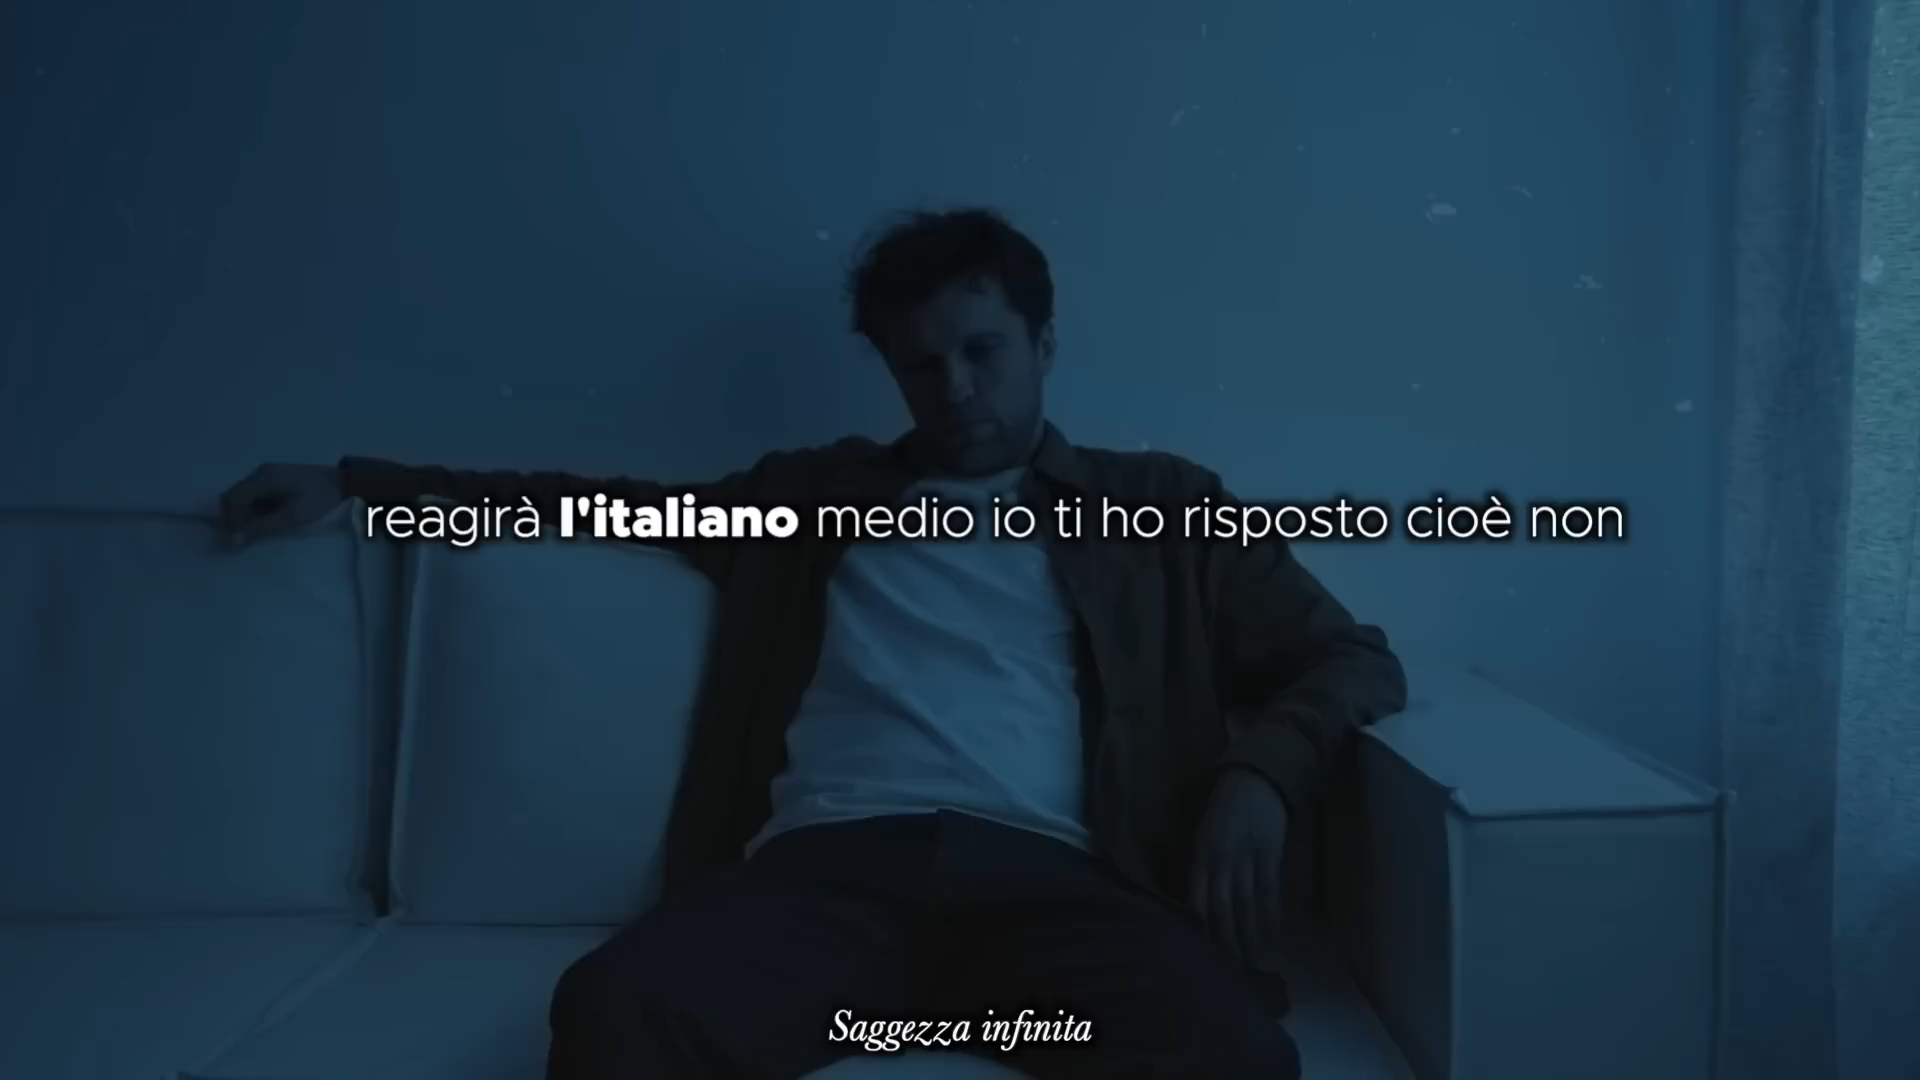 reagirà l'italiano medio io ti ho risposto cioè non
Saggezza infinita